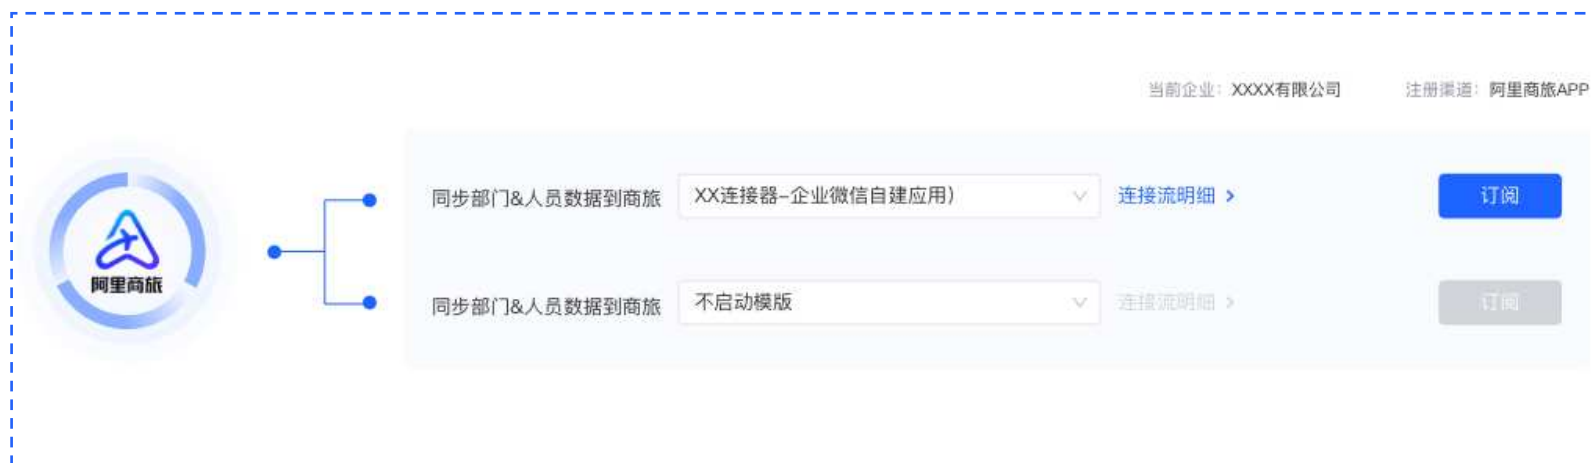 当前企业： XXXX有限公司 注册渠道： 阿里商旅APP
同步部门&人员数据到商旅 XX连接器-企业微信自建应用） 连接流明细 > 订阅
阿里商旅
同步部门&人员数据到商旅 不启动模版 连接流明细 > 订阅